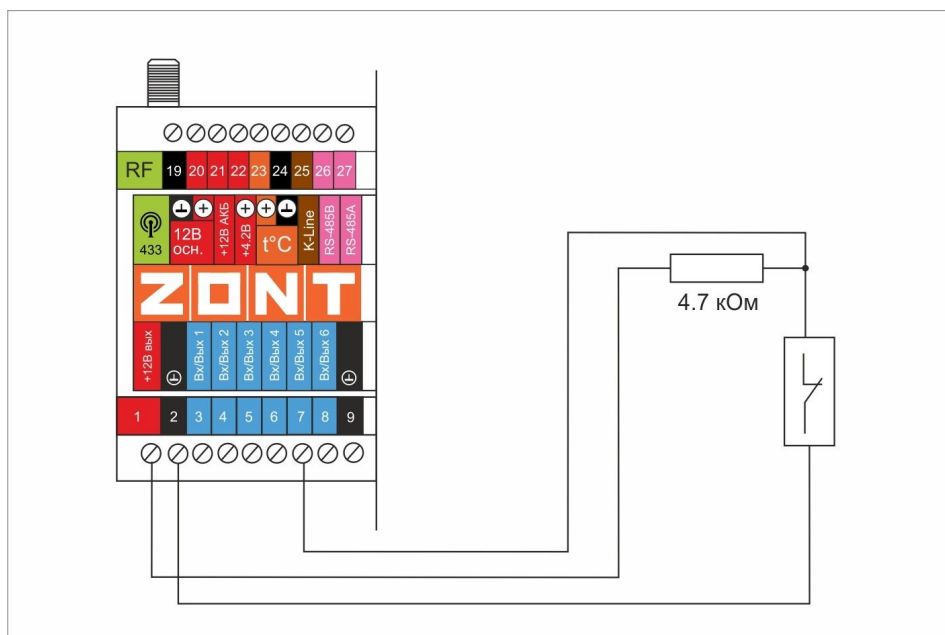 RF 19 20 21 22 23 24 25 26 27
433
12В
осн.
+12В АКБ
+4.2В
t°C
K-Line
RS-485B
RS-485A
ZONT
+12В вых
Вх/Вых 1
Вх/Вых 2
Вх/Вых 3
Вх/Вых 4
Вх/Вых 5
Вх/Вых 6
1 2 3 4 5 6 7 8 9
4.7 кОм